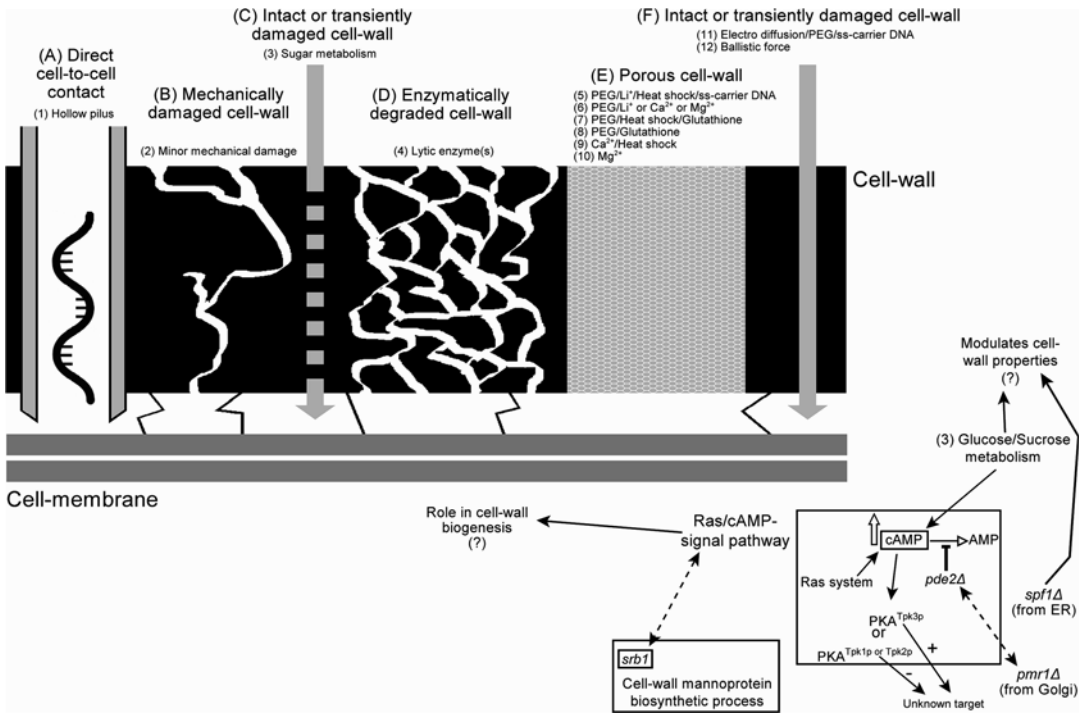 (A) Direct
cell-to-cell
contact
(1) Hollow pilus
(B) Mechanically
damaged cell-wall
(2) Minor mechanical damage
(C) Intact or transiently
damaged cell-wall
(3) Sugar metabolism
(D) Enzymatically
degraded cell-wall
(4) Lytic enzyme(s)
(E) Porous cell-wall
(5) PEG/Li⁺/Heat shock/ss-carrier DNA
(6) PEG/Li⁺ or Ca²⁺ or Mg²⁺
(7) PEG/Heat shock/Glutathione
(8) PEG/Glutathione
(9) Ca²⁺/Heat shock
(10) Mg²⁺
(F) Intact or transiently damaged cell-wall
(11) Electro diffusion/PEG/ss-carrier DNA
(12) Ballistic force
Cell-wall
Cell-membrane
Modulates cell-
wall properties
(?)
(3) Glucose/Sucrose
metabolism
Role in cell-wall
biogenesis
(?)
Ras/cAMP-
signal pathway
srb1
Cell-wall mannoprotein
biosynthetic process
cAMP
AMP
Ras system
pde2Δ
PKA^Tpk3p
or
PKA^Tpk1p or Tpk2p
+
-
Unknown target
spf1Δ
(from ER)
pmr1Δ
(from Golgi)